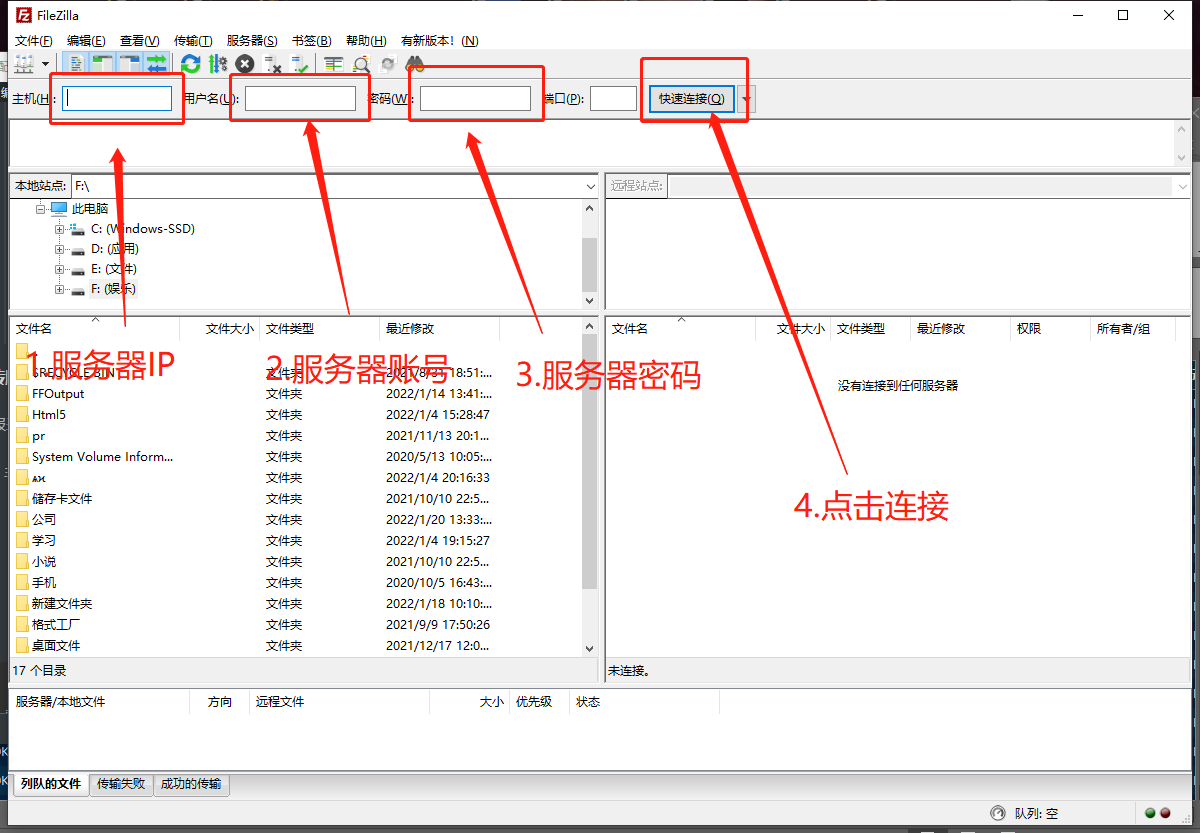 FileZilla
文件(F) 编辑(E) 查看(V) 传输(T) 服务器(S) 书签(B) 帮助(H) 有新版本! (N)
主机(H): 用户名(U): 密码(W): 端口(P): 快速连接(Q)
本地站点: F:\ 远程站点:
此电脑
C: (Windows-SSD)
D: (应用)
E: (文件)
F: (娱乐)
文件名 文件大小 文件类型 最近修改 文件名 文件大小 文件类型 最近修改 权限 所有者/组
..
1.服务器IP 2.服务器账号 3.服务器密码
$RECYCLE.BIN 文件夹 2021/8/31 18:51:...
没有连接到任何服务器
FFOutput 文件夹 2022/1/14 13:41:...
Html5 文件夹 2022/1/4 15:28:47
pr 文件夹 2021/11/13 20:1...
System Volume Inform... 文件夹 2020/5/13 10:05:...
文件夹 2022/1/4 20:16:33
储存卡文件 文件夹 2021/10/10 22:5...
4.点击连接
公司 文件夹 2022/1/20 13:33:...
学习 文件夹 2022/1/4 19:15:27
小说 文件夹 2021/10/10 22:5...
手机 文件夹 2020/10/5 16:43:...
新建文件夹 文件夹 2022/1/18 10:10:...
格式工厂 文件夹 2021/9/9 17:50:26
桌面文件 文件夹 2021/12/17 12:0...
17 个目录 未连接。
服务器/本地文件 方向 远程文件 大小 优先级 状态
列队的文件 传输失败 成功的传输
队列: 空